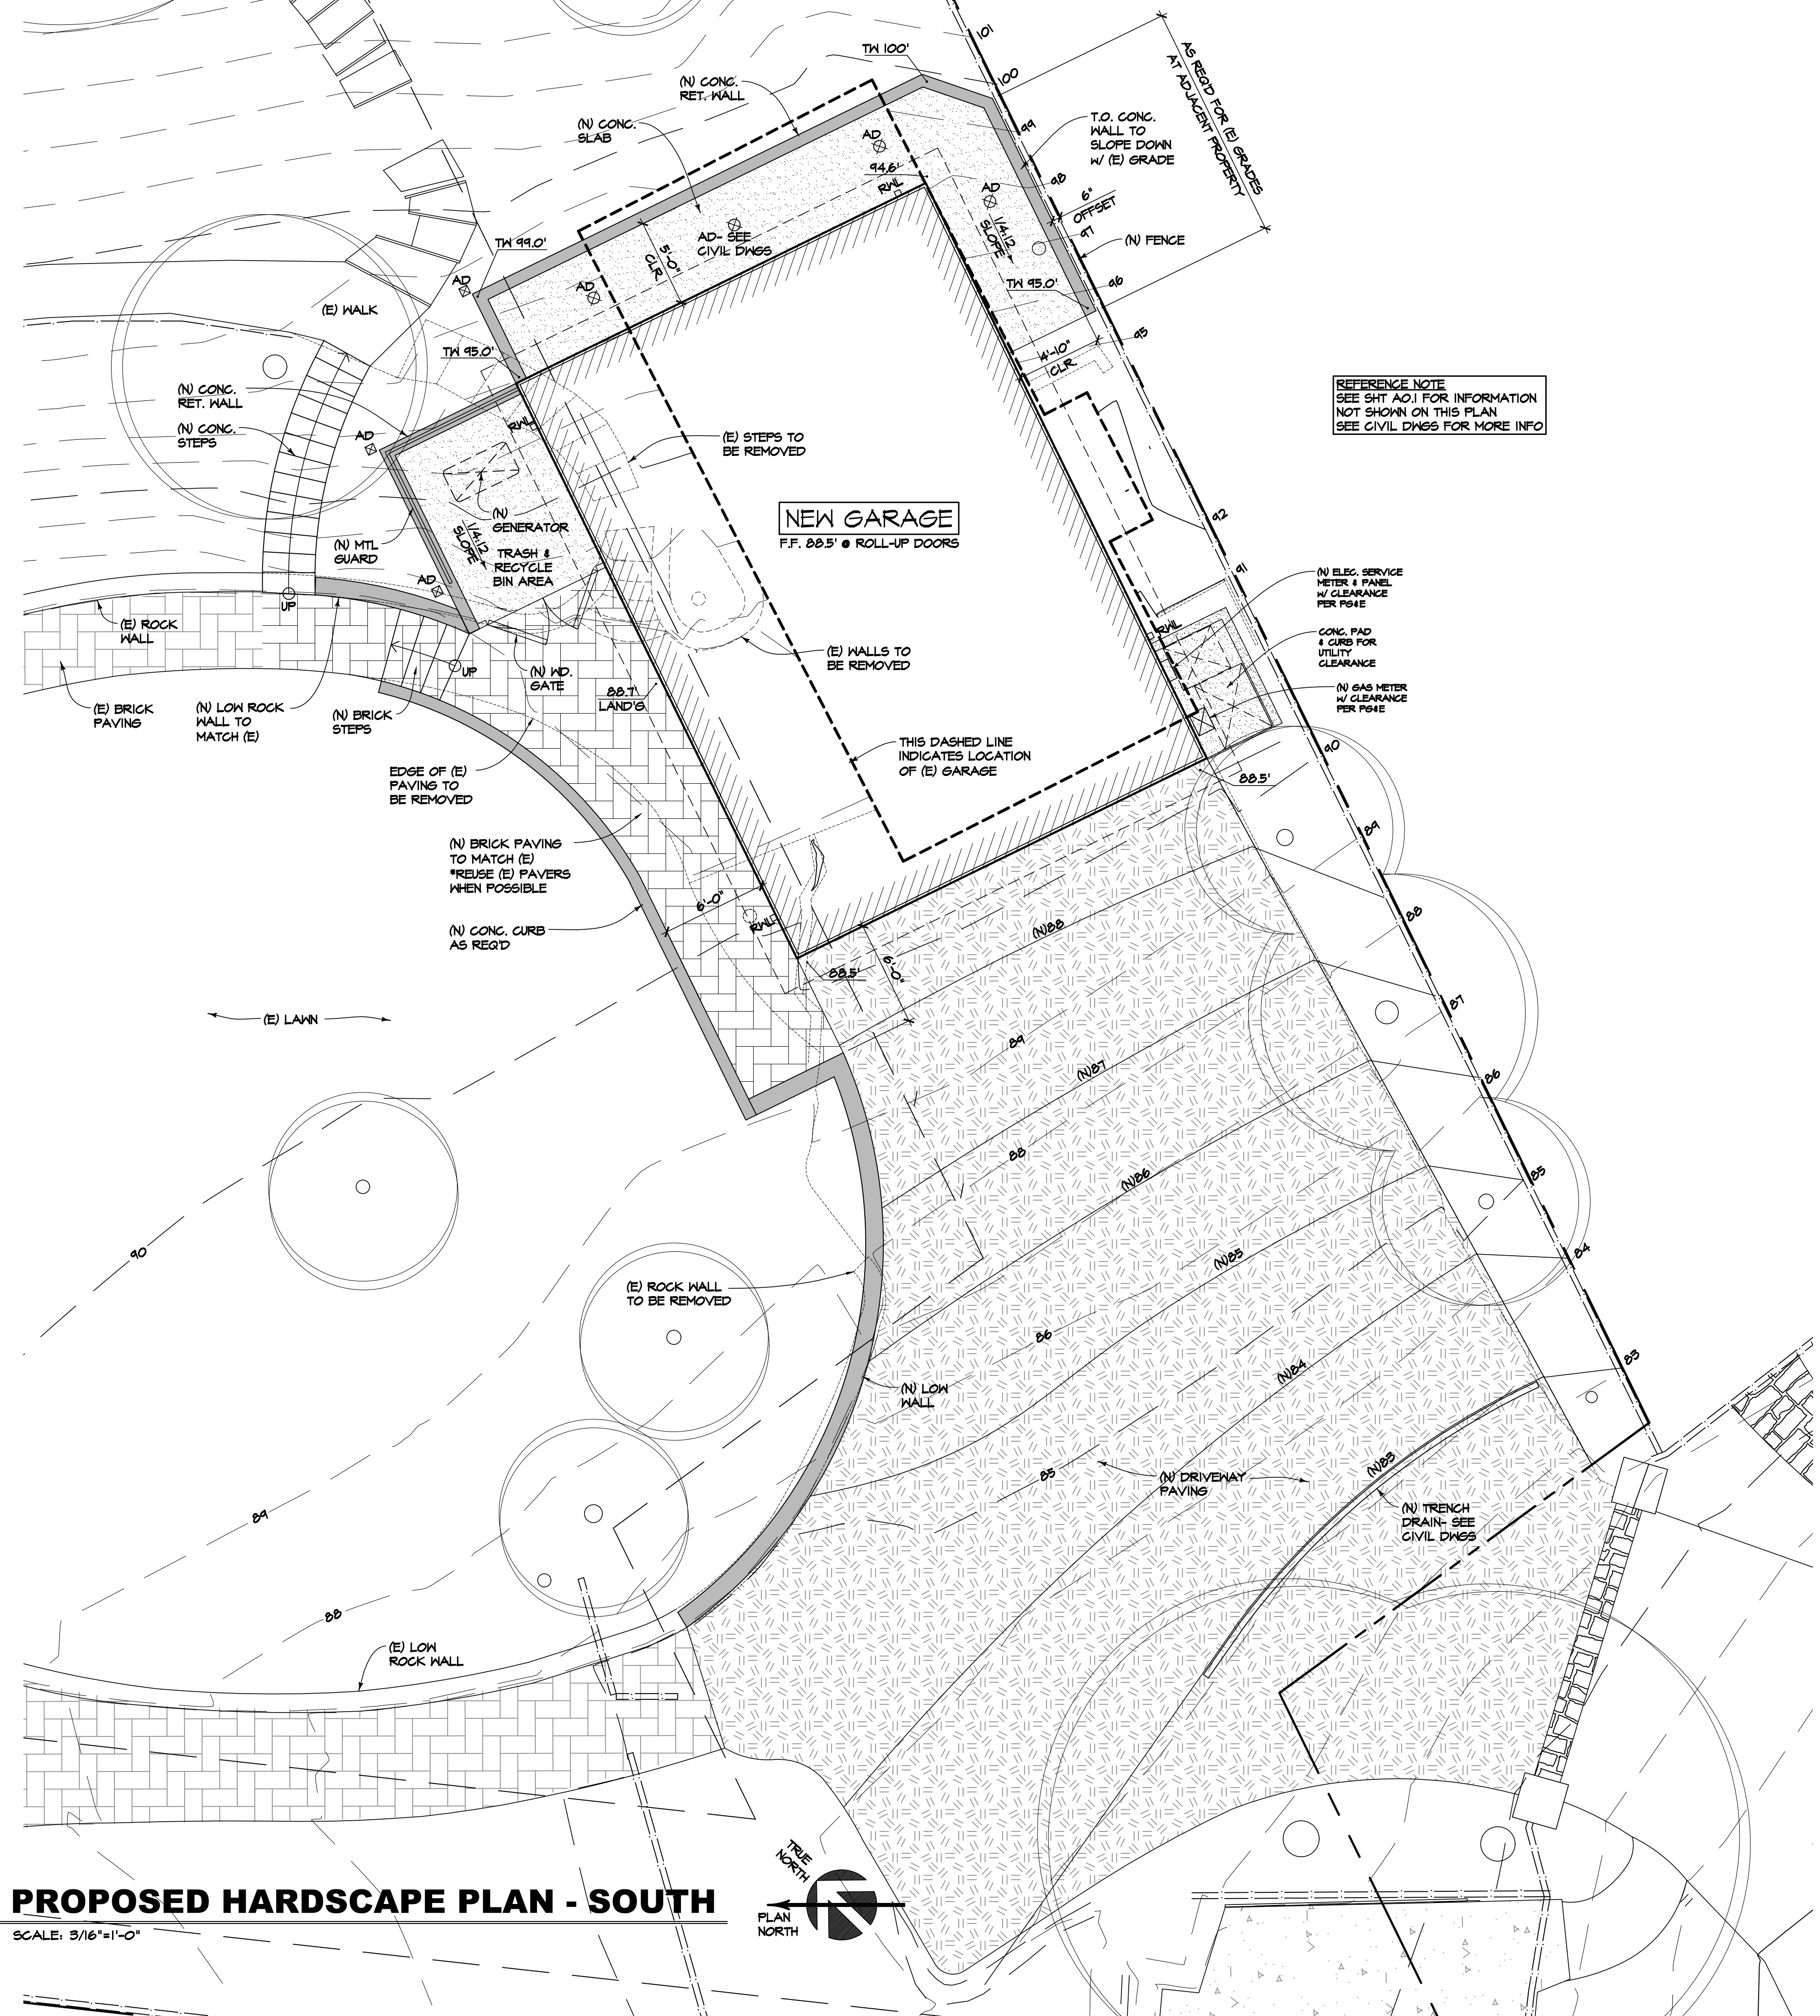 101
100
99
98
97
96
95
92
91
90
89
88
87
86
85
84
83
AS REQ'D FOR (E) GRADES
AT ADJACENT PROPERTY
TW 100'
(N) CONC.
RET. WALL
(N) CONC.
SLAB
T.O. CONC.
WALL TO
SLOPE DOWN
W/ (E) GRADE
AD
94.6'
RWL
AD
1/4:12
SLOPE
6"
OFFSET
(N) FENCE
TW 99.0'
AD- SEE
CIVIL DWGS
5'-0"
CLR.
AD
AD
TW 95.0'
(E) WALK
TW 95.0'
4'-10"
CLR.
REFERENCE NOTE
SEE SHT A0.1 FOR INFORMATION
NOT SHOWN ON THIS PLAN
SEE CIVIL DWGS FOR MORE INFO
(N) CONC.
RET. WALL
(N) CONC.
STEPS
AD
RWL
(E) STEPS TO
BE REMOVED
(N)
GENERATOR
1/4:12
SLOPE
TRASH &
RECYCLE
BIN AREA
NEW GARAGE
F.F. 88.5' @ ROLL-UP DOORS
(N) MTL
GUARD
AD
UP
(N) ELEC. SERVICE
METER & PANEL
W/ CLEARANCE
PER PG&E
RWL
CONC. PAD
& CURB FOR
UTILITY
CLEARANCE
(N) GAS METER
W/ CLEARANCE
PER PG&E
(E) ROCK
WALL
(E) WALLS TO
BE REMOVED
UP
(N) WD.
GATE
88.7'
LAND'G
(E) BRICK
PAVING
(N) LOW ROCK
WALL TO
MATCH (E)
(N) BRICK
STEPS
THIS DASHED LINE
INDICATES LOCATION
OF (E) GARAGE
88.5'
EDGE OF (E)
PAVING TO
BE REMOVED
(N) BRICK PAVING
TO MATCH (E)
*REUSE (E) PAVERS
WHEN POSSIBLE
6'-0"
RWL
(N) CONC. CURB
AS REQ'D
(N)88
88.5'
6'-0"
(E) LAWN
89
(N)87
88
(N)86
90
(N)85
(E) ROCK WALL
TO BE REMOVED
86
(N)84
(N) LOW
WALL
85
(N) DRIVEWAY
PAVING
(N)83
(N) TRENCH
DRAIN- SEE
CIVIL DWGS
89
88
(E) LOW
ROCK WALL
TRUE
NORTH
PLAN
NORTH
PROPOSED HARDSCAPE PLAN - SOUTH
SCALE: 3/16"=1'-0"